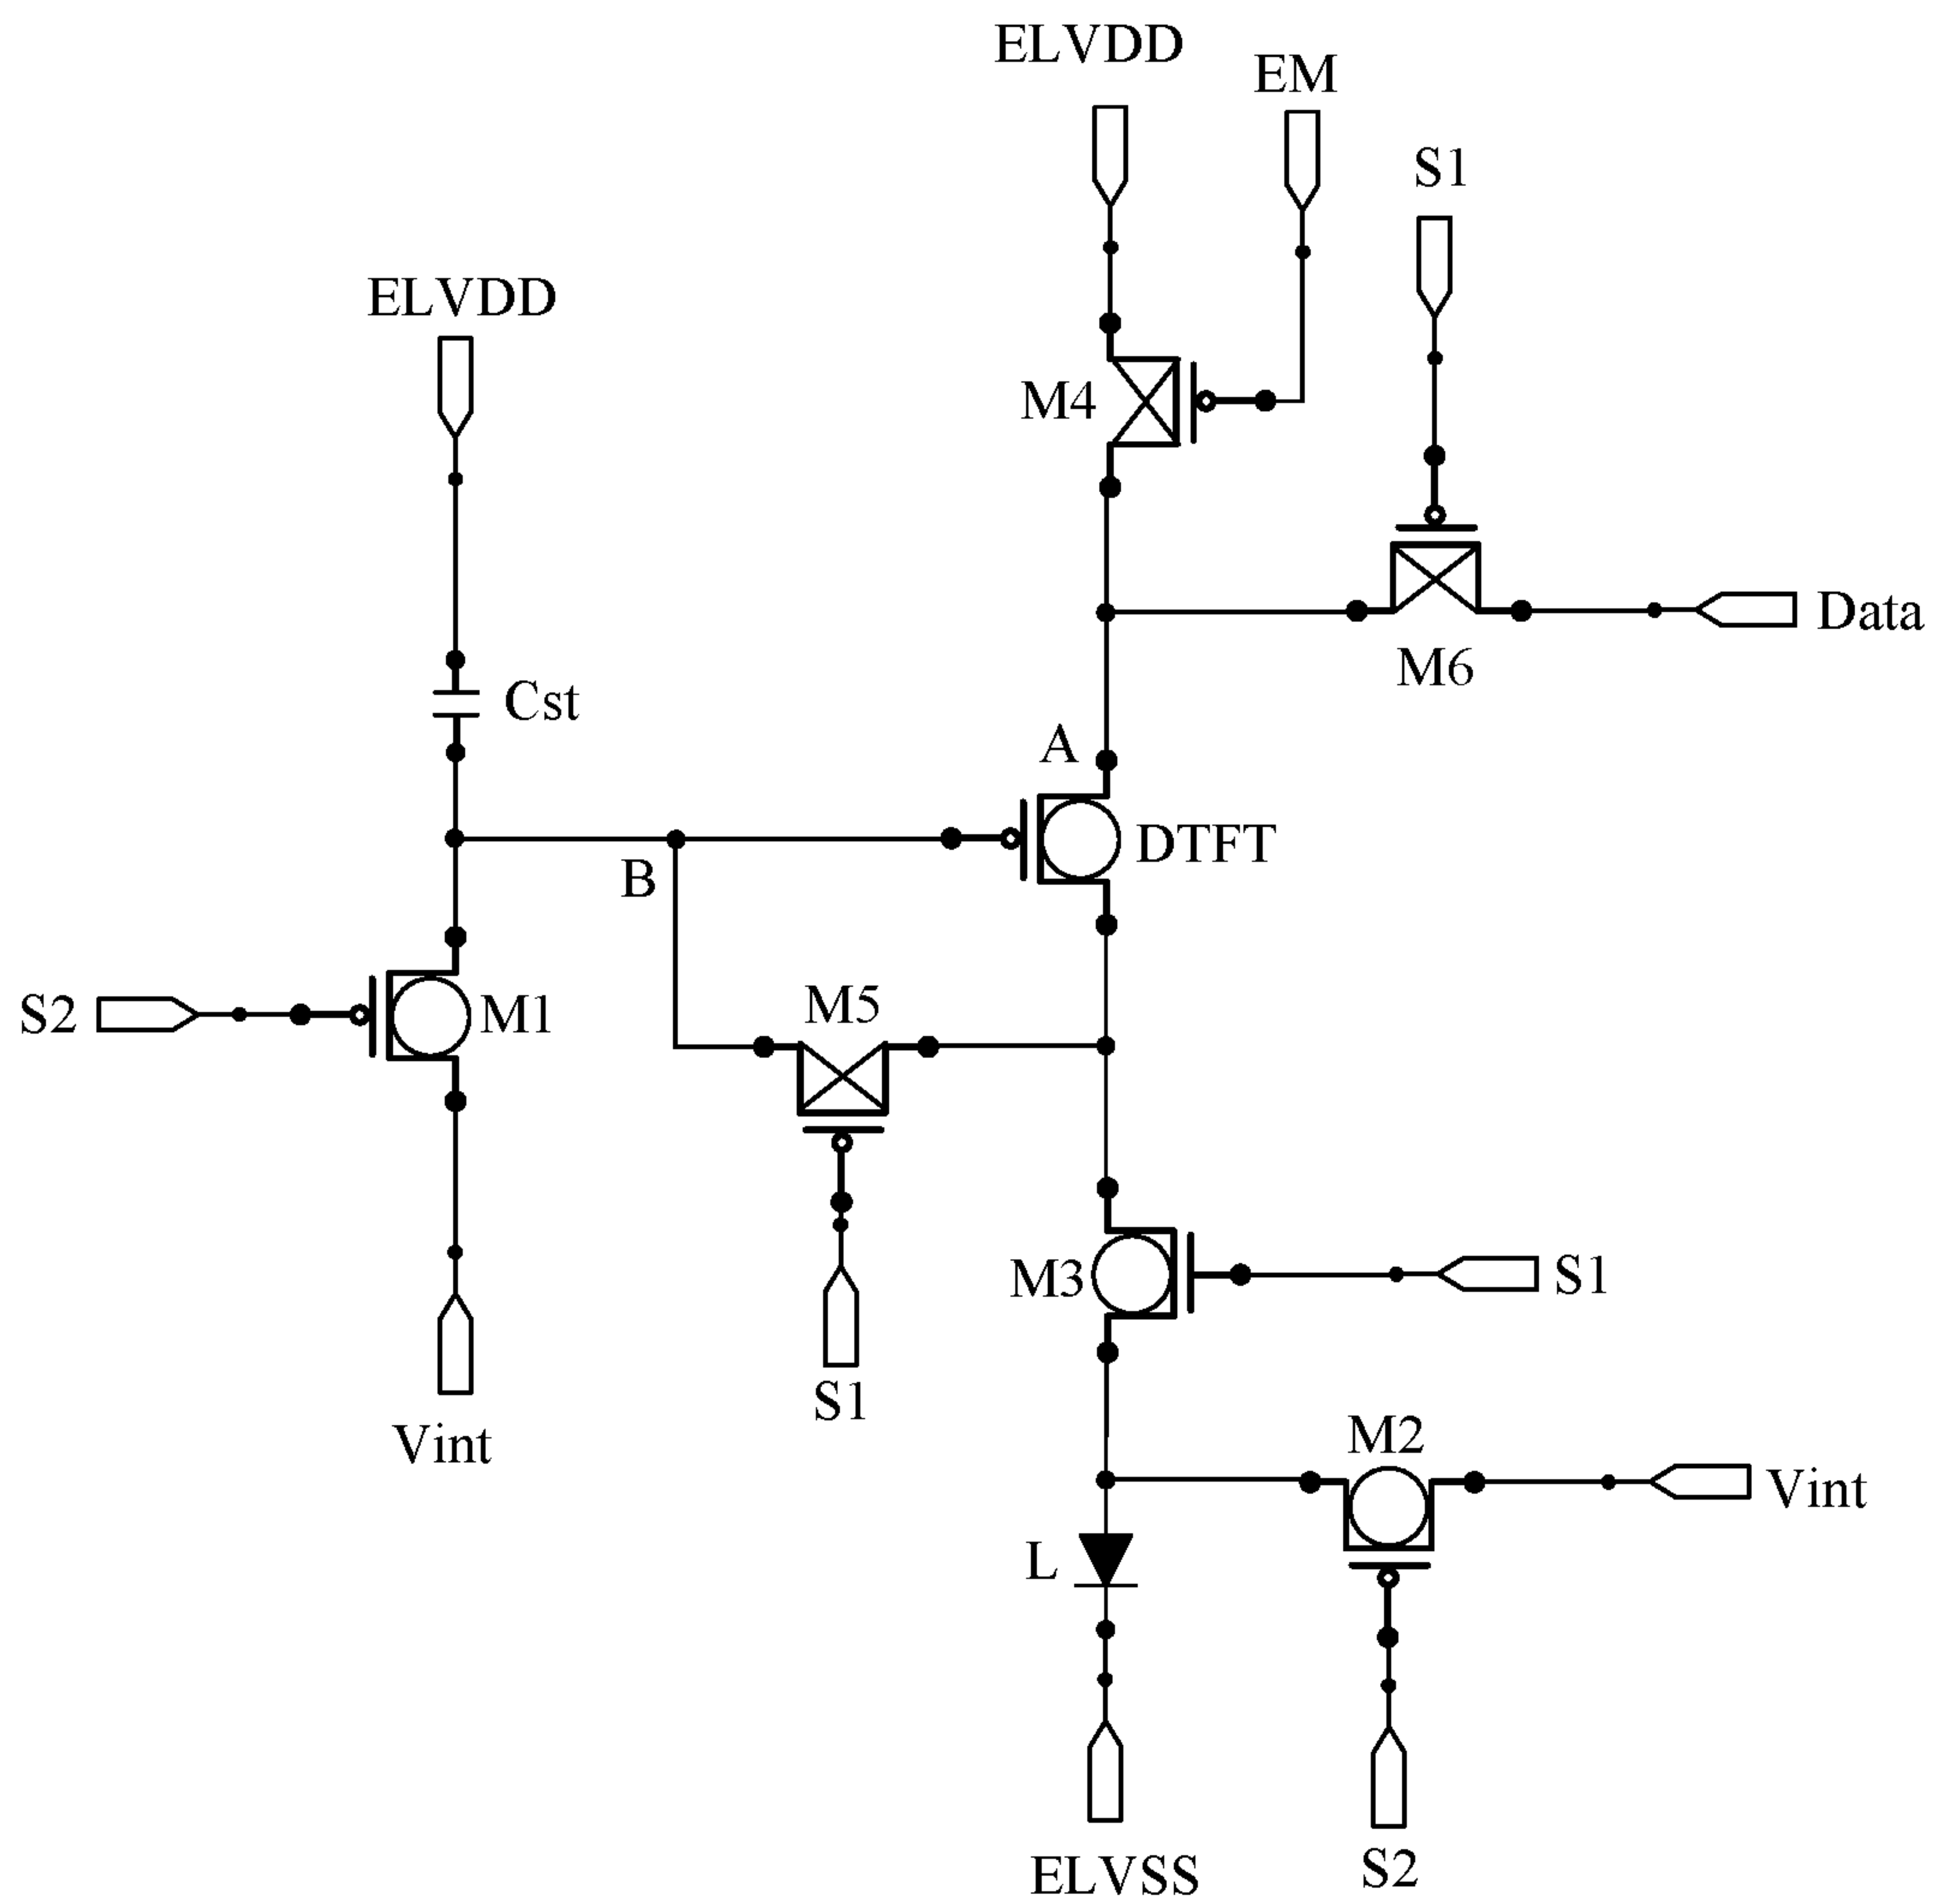 ELVDD
EM
S1
ELVDD
M4
Data
M6
Cst
A
DTFT
B
S2
M1
M5
M3
S1
S1
Vint
M2
Vint
L
ELVSS
S2